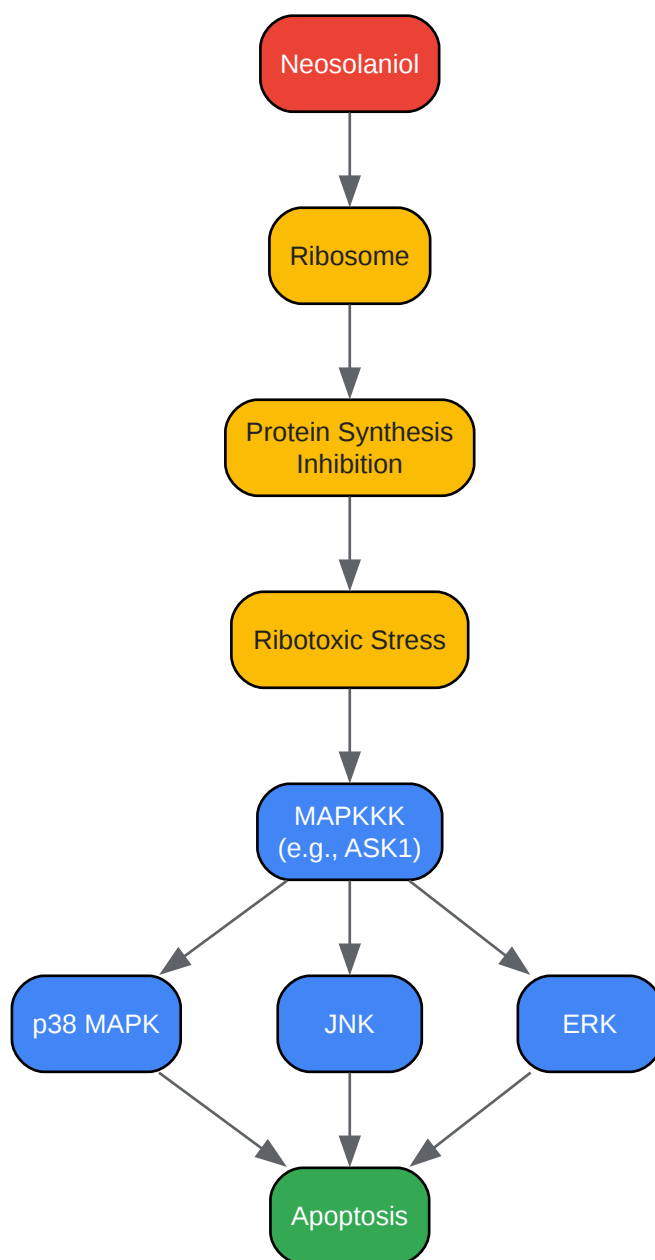 Neosolaniol
Ribosome
Protein Synthesis
Inhibition
Ribotoxic Stress
MAPKKK
(e.g., ASK1)
p38 MAPK
JNK
ERK
Apoptosis